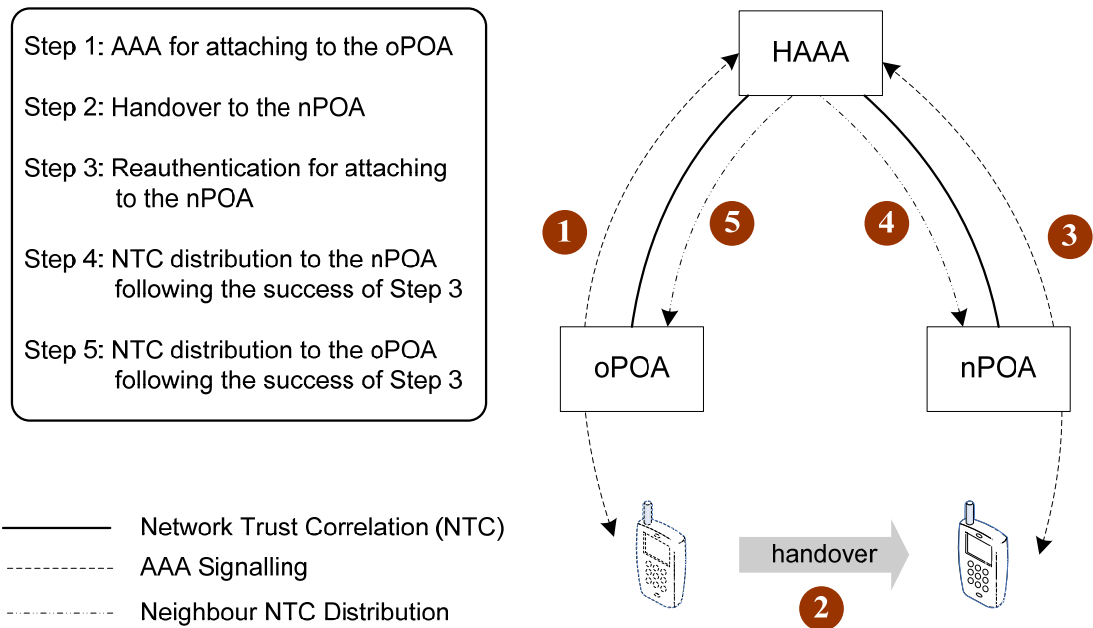 Step 1: AAA for attaching to the oPOA
Step 2: Handover to the nPOA
Step 3: Reauthentication for attaching
to the nPOA
Step 4: NTC distribution to the nPOA
following the success of Step 3
Step 5: NTC distribution to the oPOA
following the success of Step 3
HAAA
1
5
4
3
oPOA
nPOA
handover
2
Network Trust Correlation (NTC)
AAA Signalling
Neighbour NTC Distribution